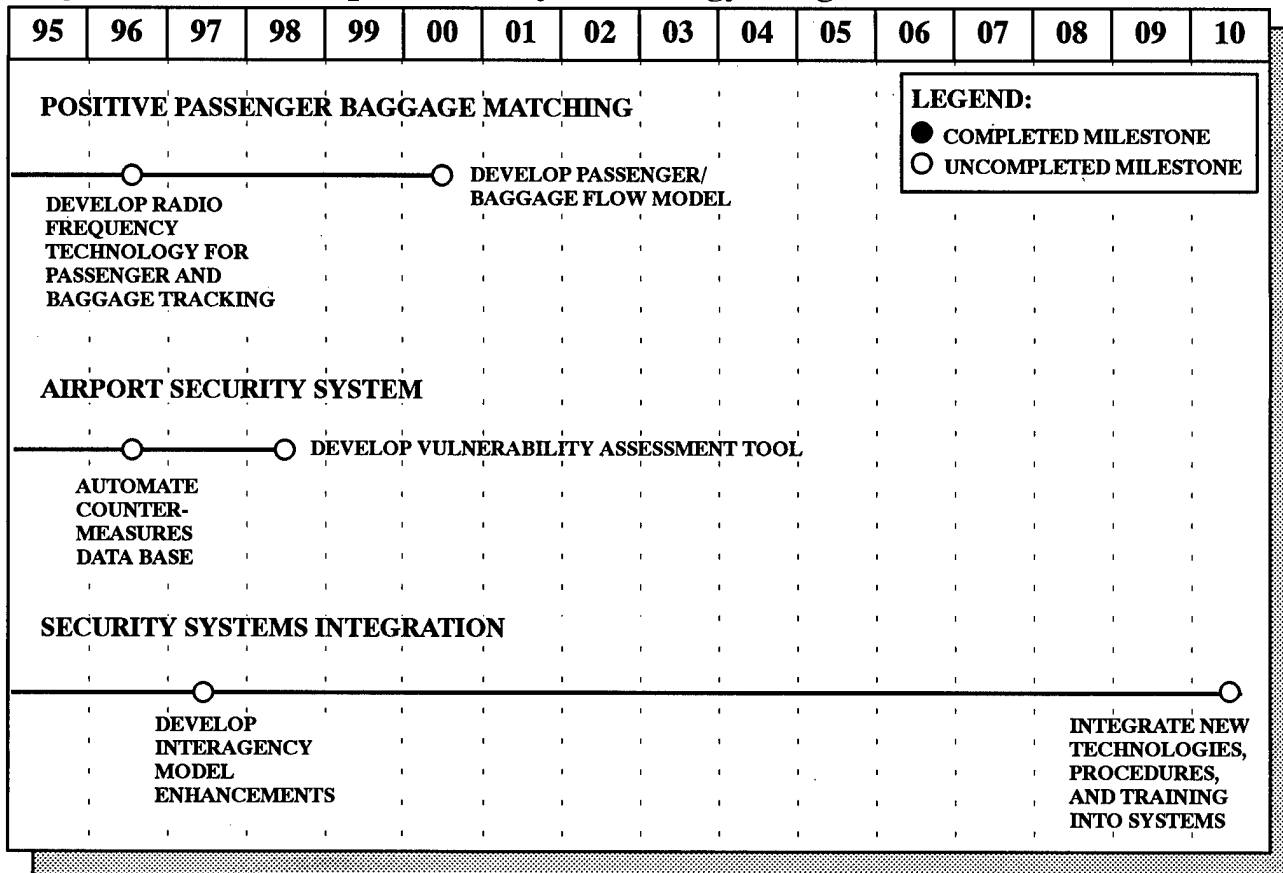 95 96 97 98 99 00 01 02 03 04 05 06 07 08 09 10
LEGEND:
COMPLETED MILESTONE
UNCOMPLETED MILESTONE
POSITIVE PASSENGER BAGGAGE MATCHING
DEVELOP RADIO
FREQUENCY
TECHNOLOGY FOR
PASSENGER AND
BAGGAGE TRACKING
DEVELOP PASSENGER/
BAGGAGE FLOW MODEL
AIRPORT SECURITY SYSTEM
AUTOMATE
COUNTER-
MEASURES
DATA BASE
DEVELOP VULNERABILITY ASSESSMENT TOOL
SECURITY SYSTEMS INTEGRATION
DEVELOP
INTERAGENCY
MODEL
ENHANCEMENTS
INTEGRATE NEW
TECHNOLOGIES,
PROCEDURES,
AND TRAINING
INTO SYSTEMS